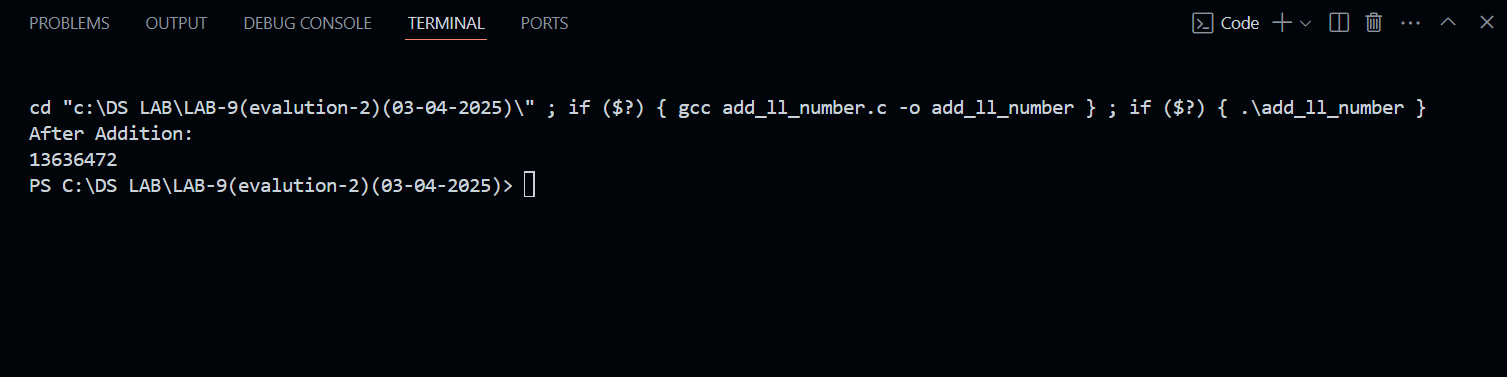 PROBLEMS OUTPUT DEBUG CONSOLE TERMINAL PORTS Code
cd "c:\DS LAB\LAB-9(evalution-2)(03-04-2025)\" ; if ($?) { gcc add_ll_number.c -o add_ll_number } ; if ($?) { .\add_ll_number }
After Addition:
13636472
PS C:\DS LAB\LAB-9(evalution-2)(03-04-2025)>